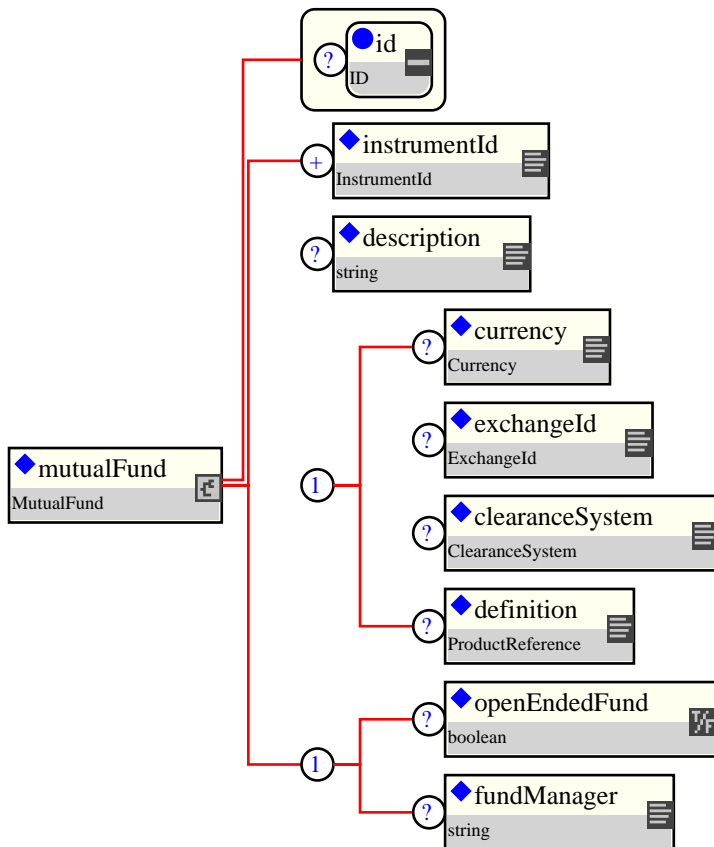 ?
id
ID
+
instrumentId
InstrumentId
?
description
string
?
currency
Currency
?
exchangeId
ExchangeId
mutualFund
MutualFund
1
?
clearanceSystem
ClearanceSystem
?
definition
ProductReference
?
openEndedFund
boolean
T/F
1
?
fundManager
string